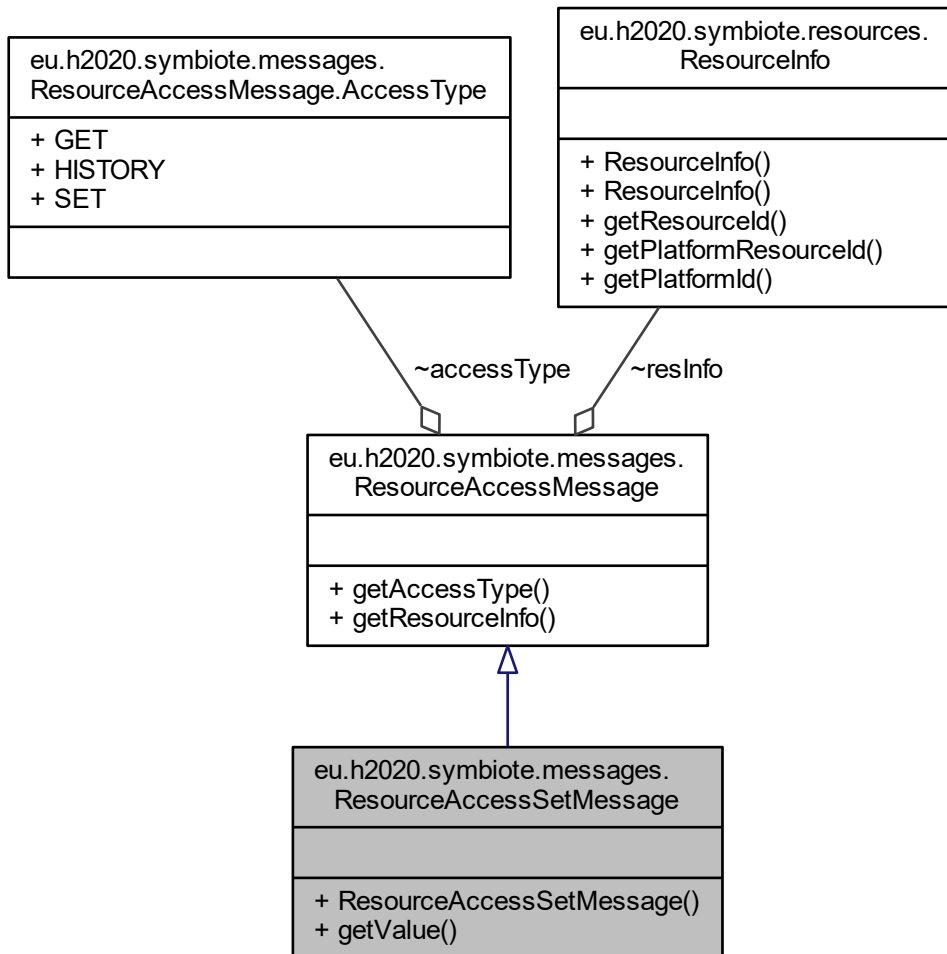 eu.h2020.symbiote.messages.
ResourceAccessMessage.AccessType
+ GET
+ HISTORY
+ SET
eu.h2020.symbiote.resources.
ResourceInfo
+ ResourceInfo()
+ ResourceInfo()
+ getResourceId()
+ getPlatformResourceId()
+ getPlatformId()
~accessType
~resInfo
eu.h2020.symbiote.messages.
ResourceAccessMessage
+ getAccessType()
+ getResourceInfo()
eu.h2020.symbiote.messages.
ResourceAccessSetMessage
+ ResourceAccessSetMessage()
+ getValue()